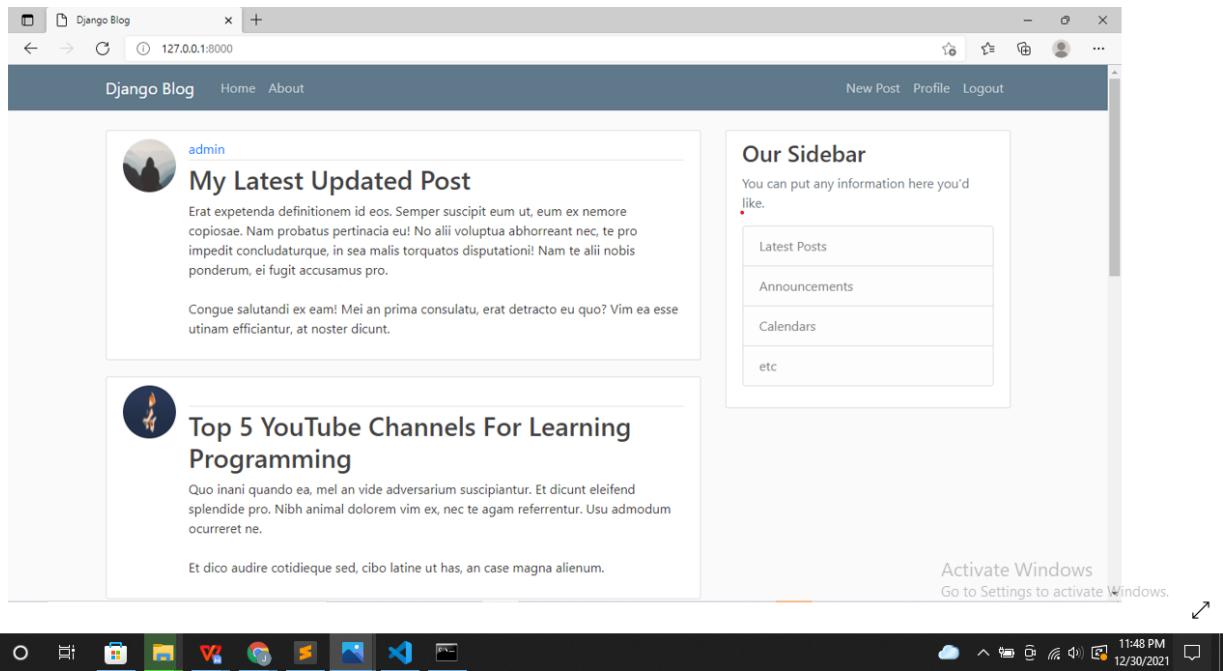 Django Blog
127.0.0.1:8000
Django Blog Home About New Post Profile Logout
admin
My Latest Updated Post
Erat expetenda definitionem id eos. Semper suscipit eum ut, eum ex nemore
copiosae. Nam probatus pertinacia eu! No alii voluptua abhorreant nec, te pro
impedit concludaturque, in sea malis torquatos disputationi! Nam te alii nobis
ponderum, ei fugit accusamus pro.
Congue salutandi ex eam! Mei an prima consulatu, erat detracto eu quo? Vim ea esse
utinam efficiantur, at noster dicunt.
Top 5 YouTube Channels For Learning
Programming
Quo inani quando ea, mel an vide adversarium suscipiantur. Et dicunt eleifend
splendide pro. Nibh animal dolorem vim ex, nec te agam referrentur. Usu admodum
ocurreret ne.
Et dico audire cotidieque sed, cibo latine ut has, an case magna alienum.
Our Sidebar
You can put any information here you'd
like.
Latest Posts
Announcements
Calendars
etc
Activate Windows
Go to Settings to activate Windows.
11:48 PM
12/30/2021